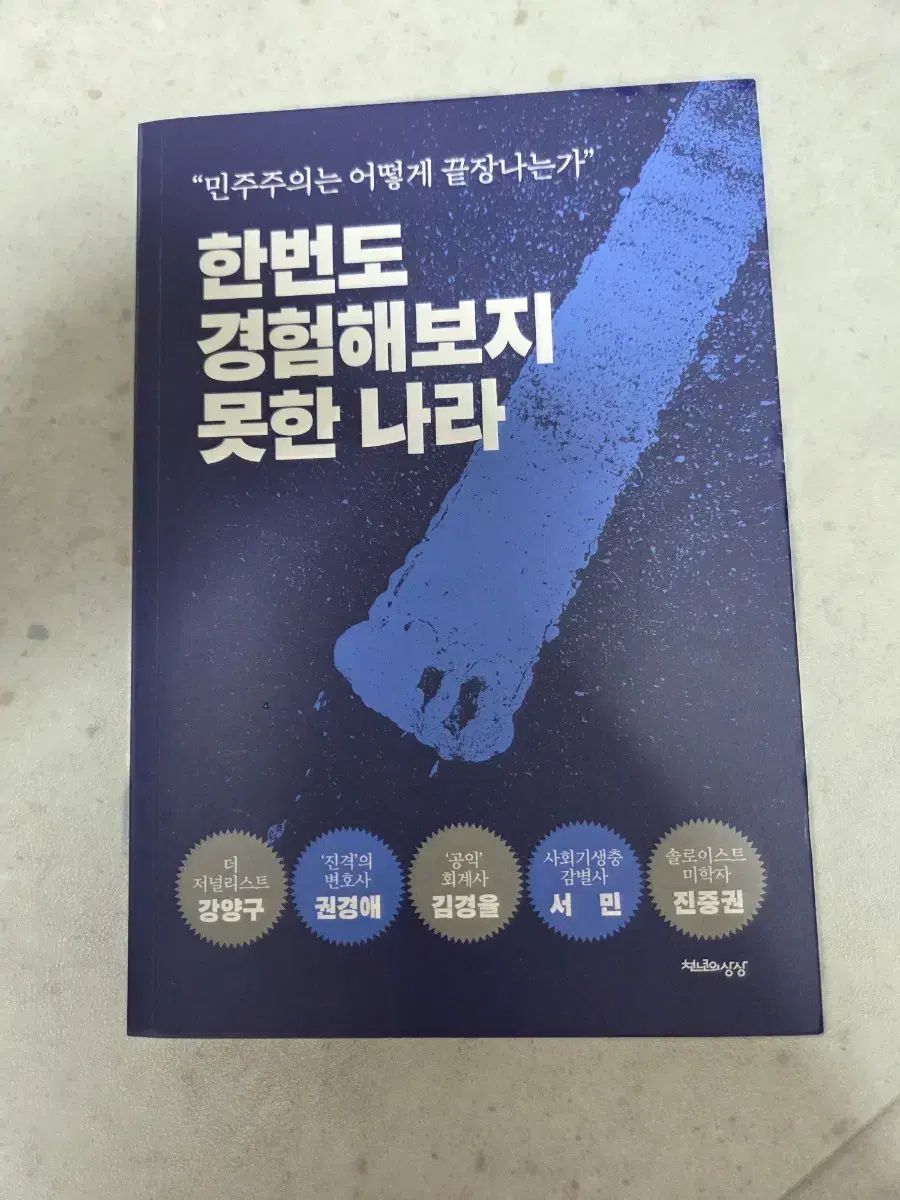 “민주주의는 어떻게 끝장나는가”
한번도
경험해보지
못한 나라
더
저널리스트
강양구
‘진격’의
변호사
권경애
‘공익’
회계사
김경율
사회기생충
감별사
서 민
솔로이스트
미학자
진중권
천년의상상